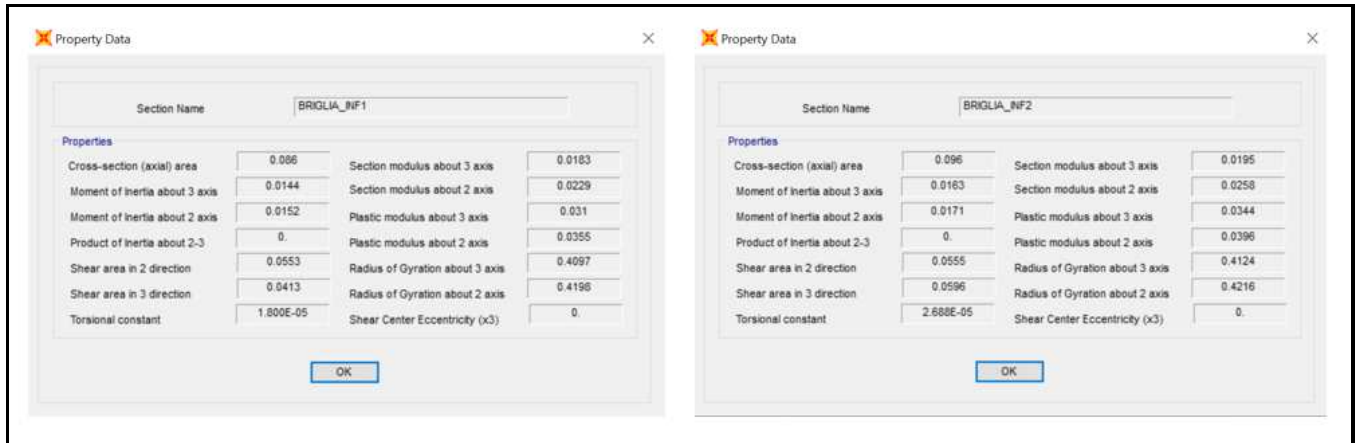 Property Data
Section Name BRIGLIA_INF1
Properties
Cross-section (axial) area 0.086 Section modulus about 3 axis 0.0183
Moment of Inertia about 3 axis 0.0144 Section modulus about 2 axis 0.0229
Moment of Inertia about 2 axis 0.0152 Plastic modulus about 3 axis 0.031
Product of Inertia about 2-3 0. Plastic modulus about 2 axis 0.0355
Shear area in 2 direction 0.0553 Radius of Gyration about 3 axis 0.4097
Shear area in 3 direction 0.0413 Radius of Gyration about 2 axis 0.4198
Torsional constant 1.800E-05 Shear Center Eccentricity (x3) 0.
OK
Property Data
Section Name BRIGLIA_INF2
Properties
Cross-section (axial) area 0.096 Section modulus about 3 axis 0.0195
Moment of Inertia about 3 axis 0.0163 Section modulus about 2 axis 0.0258
Moment of Inertia about 2 axis 0.0171 Plastic modulus about 3 axis 0.0344
Product of Inertia about 2-3 0. Plastic modulus about 2 axis 0.0396
Shear area in 2 direction 0.0555 Radius of Gyration about 3 axis 0.4124
Shear area in 3 direction 0.0596 Radius of Gyration about 2 axis 0.4216
Torsional constant 2.688E-05 Shear Center Eccentricity (x3) 0.
OK